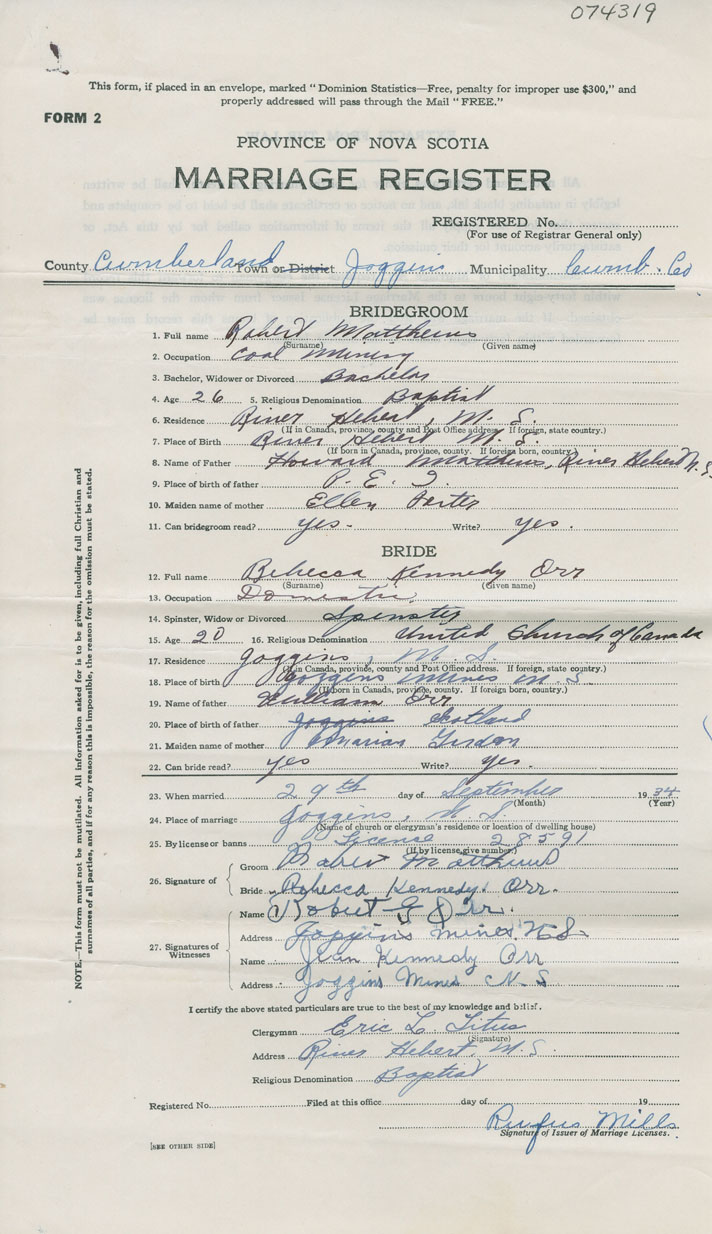 074319
This form, if placed in an envelope, marked "Dominion Statistics—Free, penalty for improper use $300," and
properly addressed will pass through the Mail "FREE."
FORM 2
PROVINCE OF NOVA SCOTIA
MARRIAGE REGISTER
REGISTERED No.
(For use of Registrar General only)
County Cumberland Town or District Joggins Municipality Cumb. Co
BRIDEGROOM
1. Full name Robert Matthews
(Surname) (Given name)
2. Occupation Coal Mining
3. Bachelor, Widower or Divorced Bachelor
4. Age 26 5. Religious Denomination Baptist
6. Residence River Hebert, N. S.
(If in Canada, province, county and Post Office address. If foreign, state country.)
7. Place of Birth River Hebert N. S.
(If born in Canada, province, county. If foreign born, country.)
8. Name of Father Howard Matthews, River Hebert N. S.
9. Place of birth of father P. E. I.
10. Maiden name of mother Ellen Porter
11. Can bridegroom read? yes - Write? yes.
BRIDE
12. Full name Rebecca Kennedy Orr
(Surname) (Given name)
13. Occupation Domestic
14. Spinster, Widow or Divorced Spinster
15. Age 20 16. Religious Denomination United Church of Canada
17. Residence Joggins, N. S.
(If in Canada, province, county and Post Office address. If foreign, state country.)
18. Place of birth Joggins Mines N. S.
(If born in Canada, province, county. If foreign born, country.)
19. Name of father William Orr
20. Place of birth of father Joggins Scotland
21. Maiden name of mother Marian
22. Can bride read? yes Write? yes.
23. When married 29th day of September 1934
(Month) (Year)
24. Place of marriage Joggins, N. S.
(Name of church or clergyman's residence or location of dwelling house)
25. By license or banns Licence 28591
(If by license, give number)
26. Signature of
Groom Robert Matthews
Bride Rebecca Kennedy Orr.
27. Signatures of Witnesses
Name Robert G Orr.
Address Joggins Mines N S
Name Jean Kennedy Orr
Address Joggins Mines N. S
I certify the above stated particulars are true to the best of my knowledge and belief.
Clergyman Eric L. Titus
(Signature)
Address River Hebert, N. S.
Religious Denomination Baptist
Registered No. Filed at this office day of 19
Rufus Mills
Signature of Issuer of Marriage Licenses.
[SEE OTHER SIDE]
NOTE.—This form must not be mutilated. All information asked for is to be given, including full Christian and
surnames of all parties, and if for any reason this is impossible, the reason for the omission must be stated.